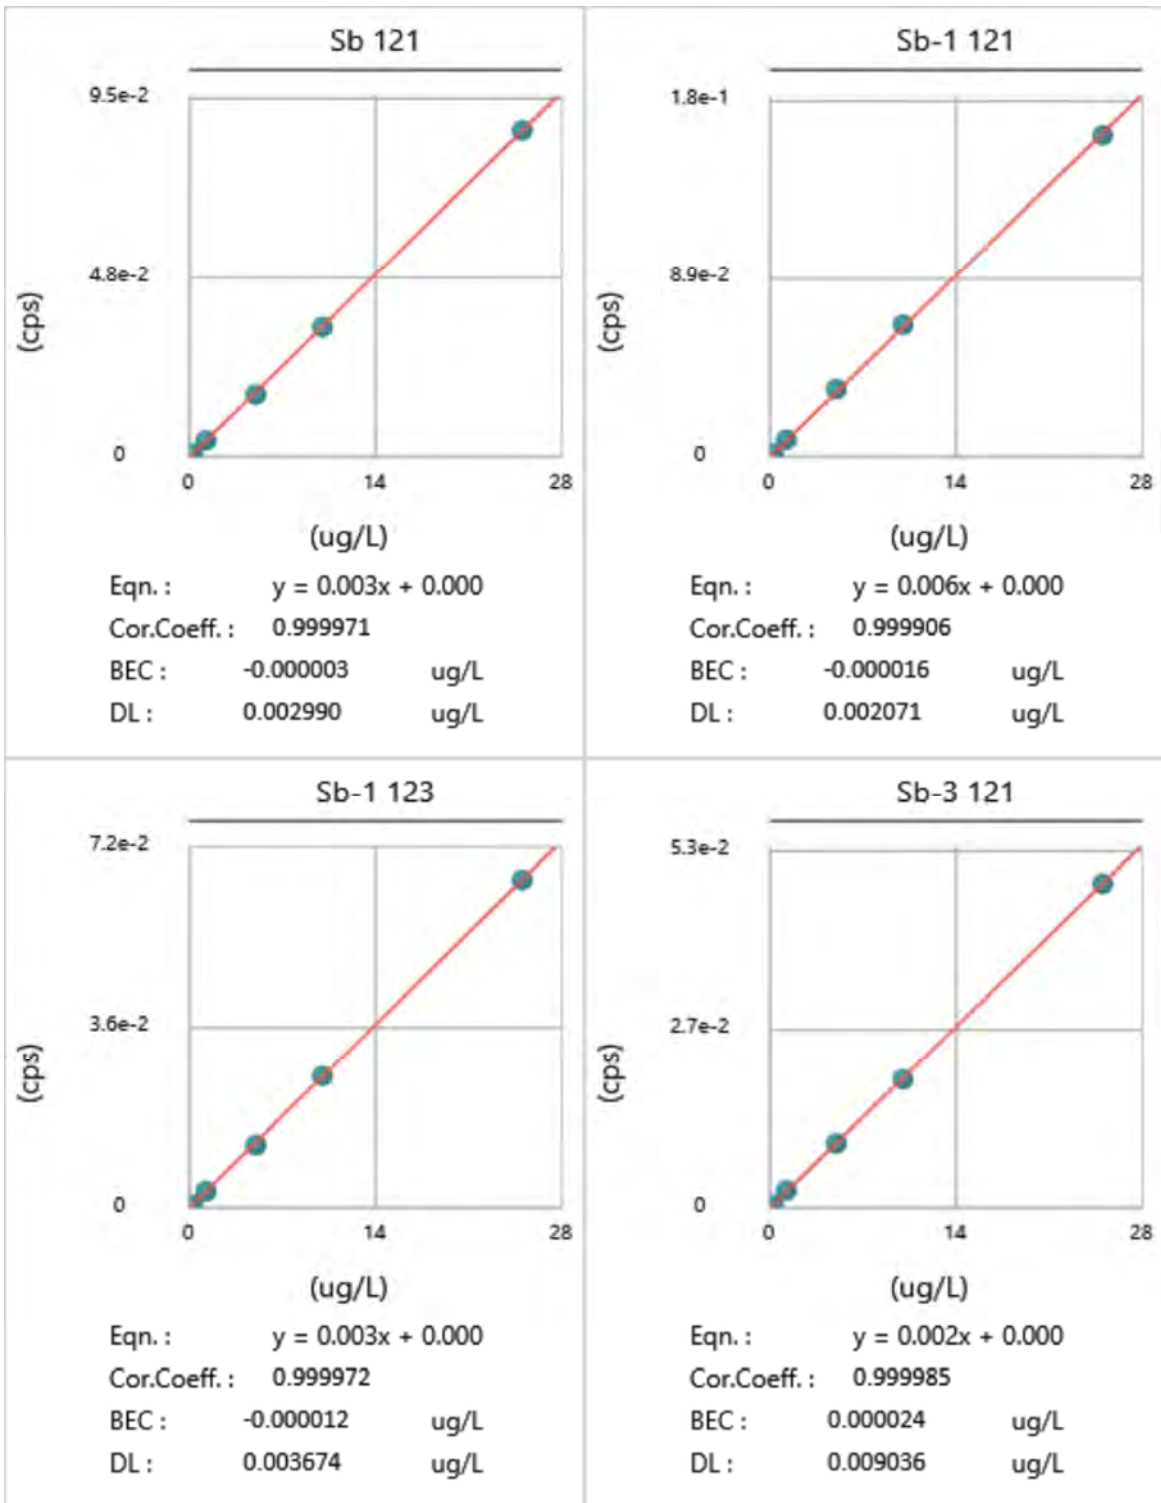 Sb 121
9.5e-2
4.8e-2
0
0 14 28
(cps)
(ug/L)
Eqn. : y = 0.003x + 0.000
Cor.Coeff. : 0.999971
BEC : -0.000003 ug/L
DL : 0.002990 ug/L
Sb-1 121
1.8e-1
8.9e-2
0
0 14 28
(cps)
(ug/L)
Eqn. : y = 0.006x + 0.000
Cor.Coeff. : 0.999906
BEC : -0.000016 ug/L
DL : 0.002071 ug/L
Sb-1 123
7.2e-2
3.6e-2
0
0 14 28
(cps)
(ug/L)
Eqn. : y = 0.003x + 0.000
Cor.Coeff. : 0.999972
BEC : -0.000012 ug/L
DL : 0.003674 ug/L
Sb-3 121
5.3e-2
2.7e-2
0
0 14 28
(cps)
(ug/L)
Eqn. : y = 0.002x + 0.000
Cor.Coeff. : 0.999985
BEC : 0.000024 ug/L
DL : 0.009036 ug/L